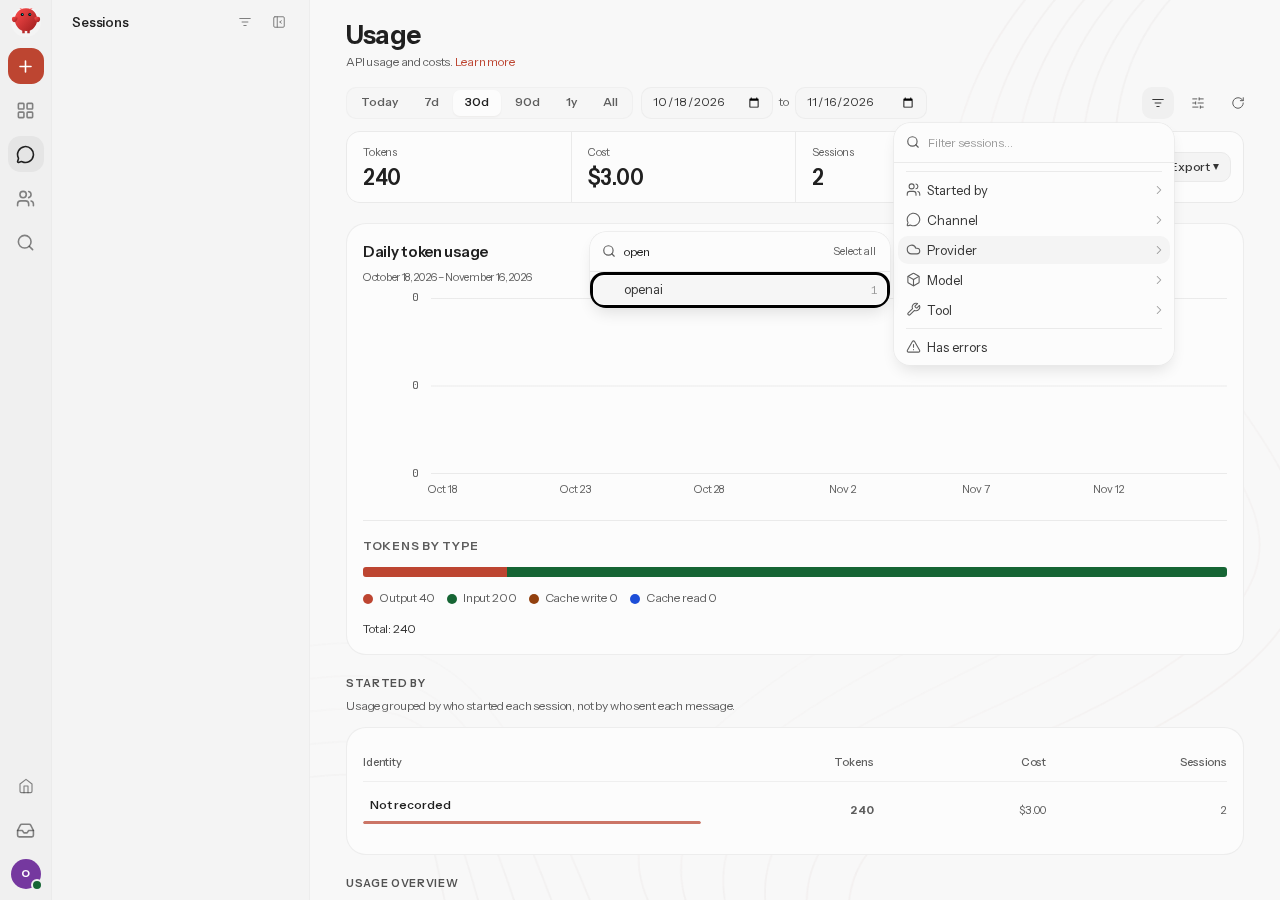 Sessions
Usage
API usage and costs. Learn more
Today 7d 30d 90d 1y All 10/18/2026 to 11/16/2026
Tokens
240
Cost
$3.00
Sessions
2
Export ▾
Filter sessions...
Started by
Channel
Provider
Model
Tool
Has errors
Daily token usage
October 18, 2026 – November 16, 2026
open Select all
openai 1
0
0
0
Oct 18 Oct 23 Oct 28 Nov 2 Nov 7 Nov 12
TOKENS BY TYPE
Output 40 Input 200 Cache write 0 Cache read 0
Total: 240
STARTED BY
Usage grouped by who started each session, not by who sent each message.
Identity Tokens Cost Sessions
Not recorded 240 $3.00 2
USAGE OVERVIEW
O